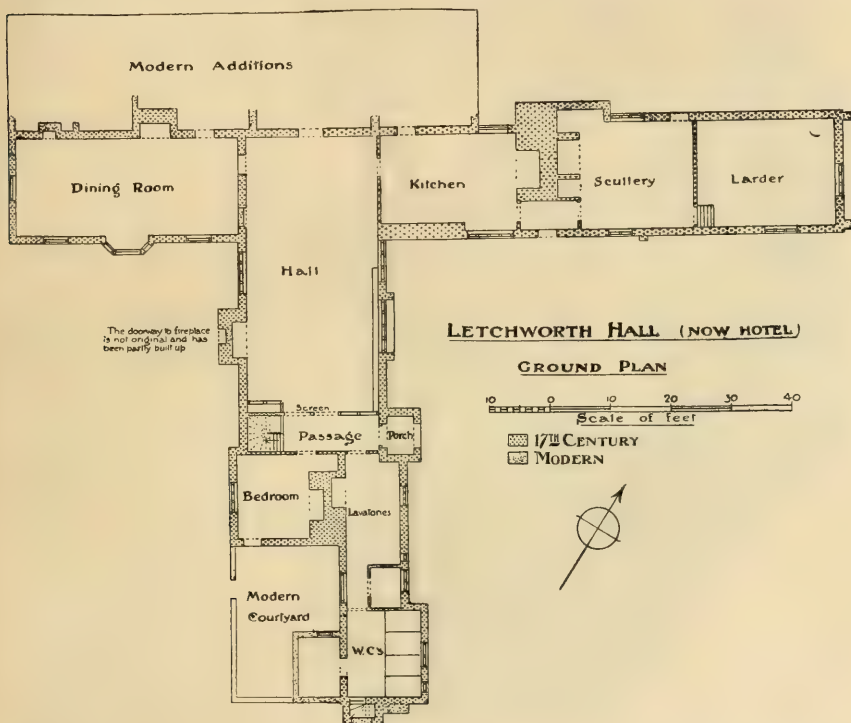 Modern Additions
Dining Room
Kitchen
Scullery
Larder
Hall
The doorway to fireplace
is not original and has
been partly built up
LETCHWORTH HALL (NOW HOTEL)
GROUND PLAN
10 0 10 20 30 40
Scale of feet
17TH CENTURY
MODERN
Screen
Passage
Porch
Bedroom
Lavatories
Modern
Courtyard
W.C's